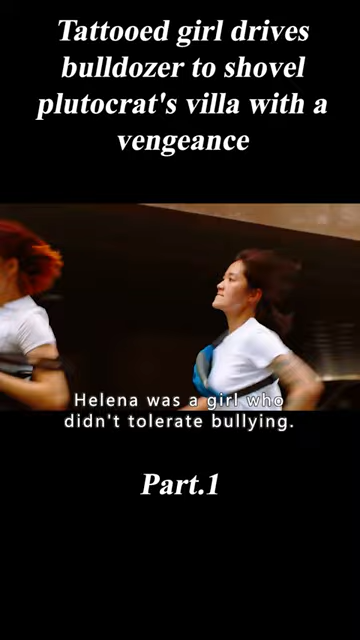 Tattooed girl drives
bulldozer to shovel
plutocrat's villa with a
vengeance
Helena was a girl who
didn't tolerate bullying.
Part.1